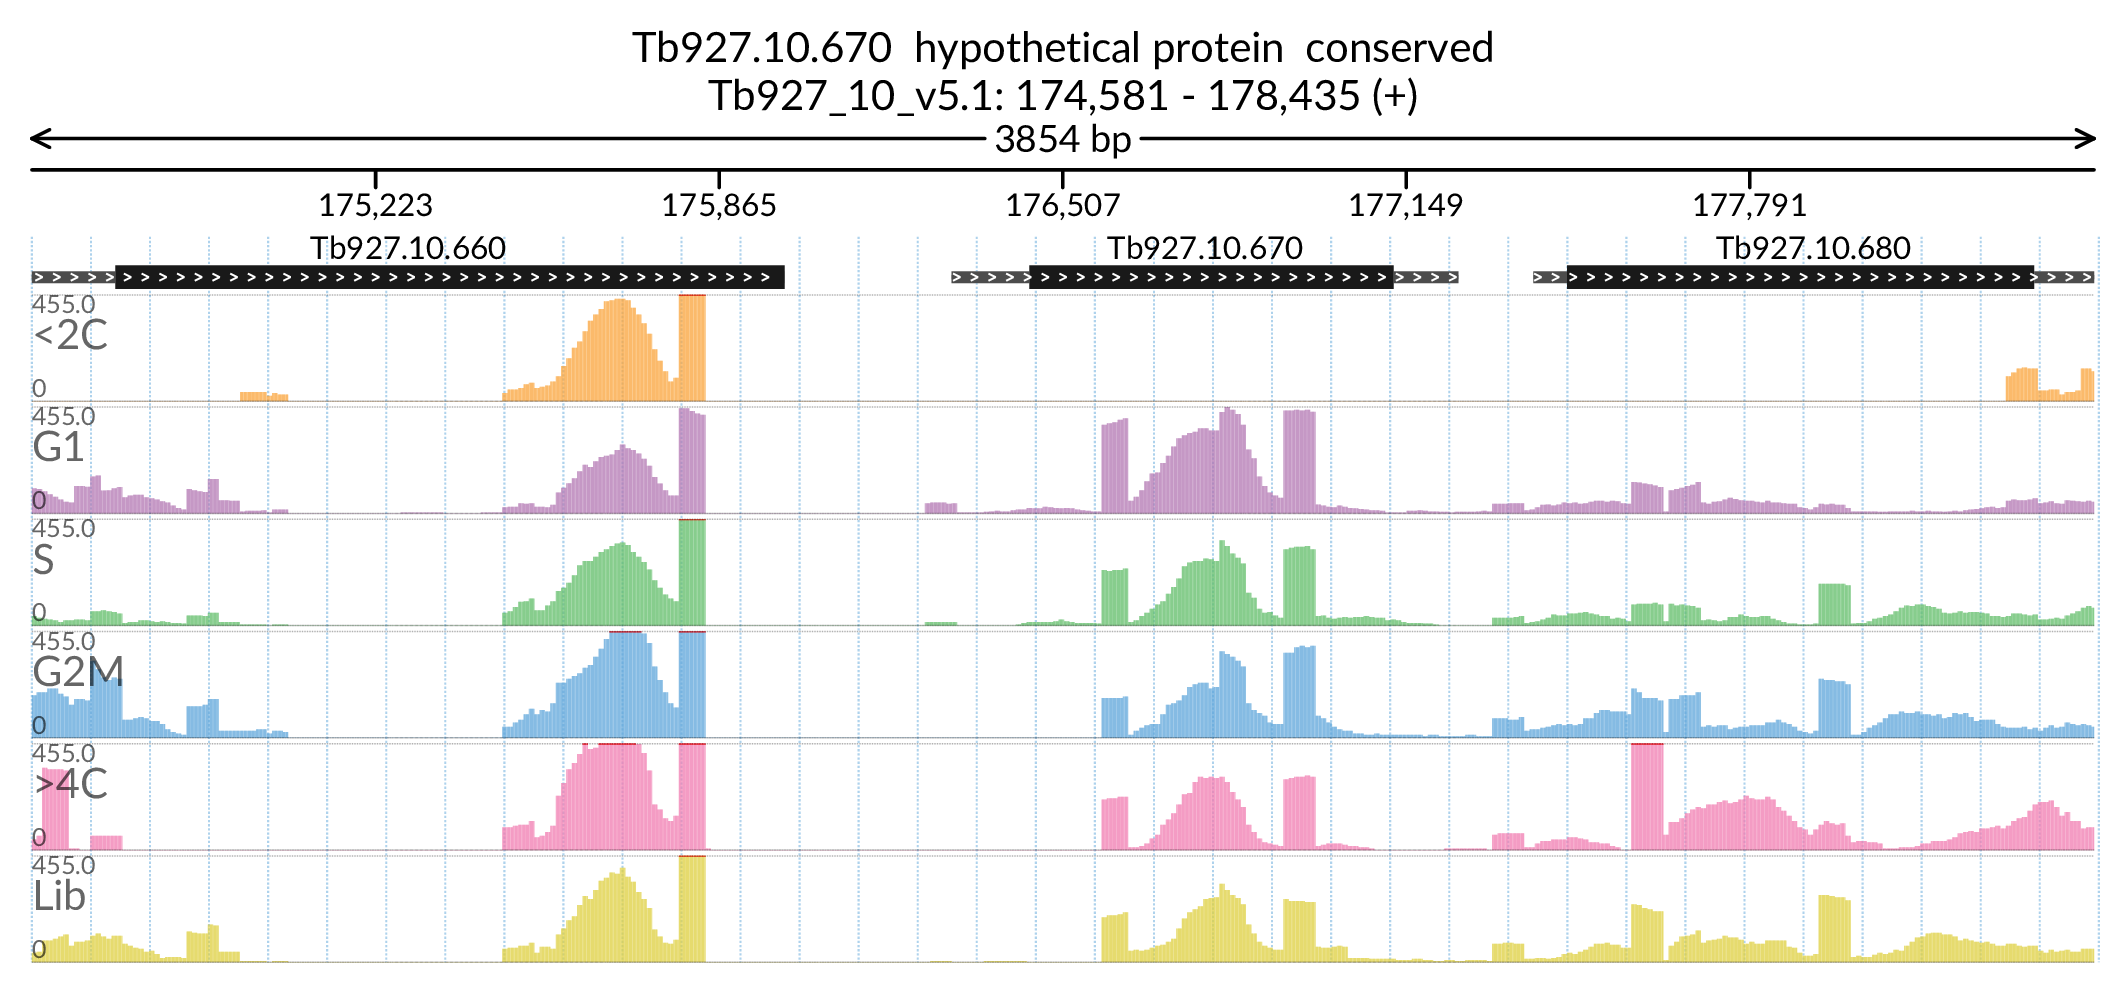 Tb927.10.670 hypothetical protein conserved
Tb927_10_v5.1: 174,581 - 178,435 (+)
3854 bp
175,223 175,865 176,507 177,149 177,791
Tb927.10.660 Tb927.10.670 Tb927.10.680
455.0
<2C
0
455.0
G1
0
455.0
S
0
455.0
G2M
0
455.0
>4C
0
455.0
Lib
0